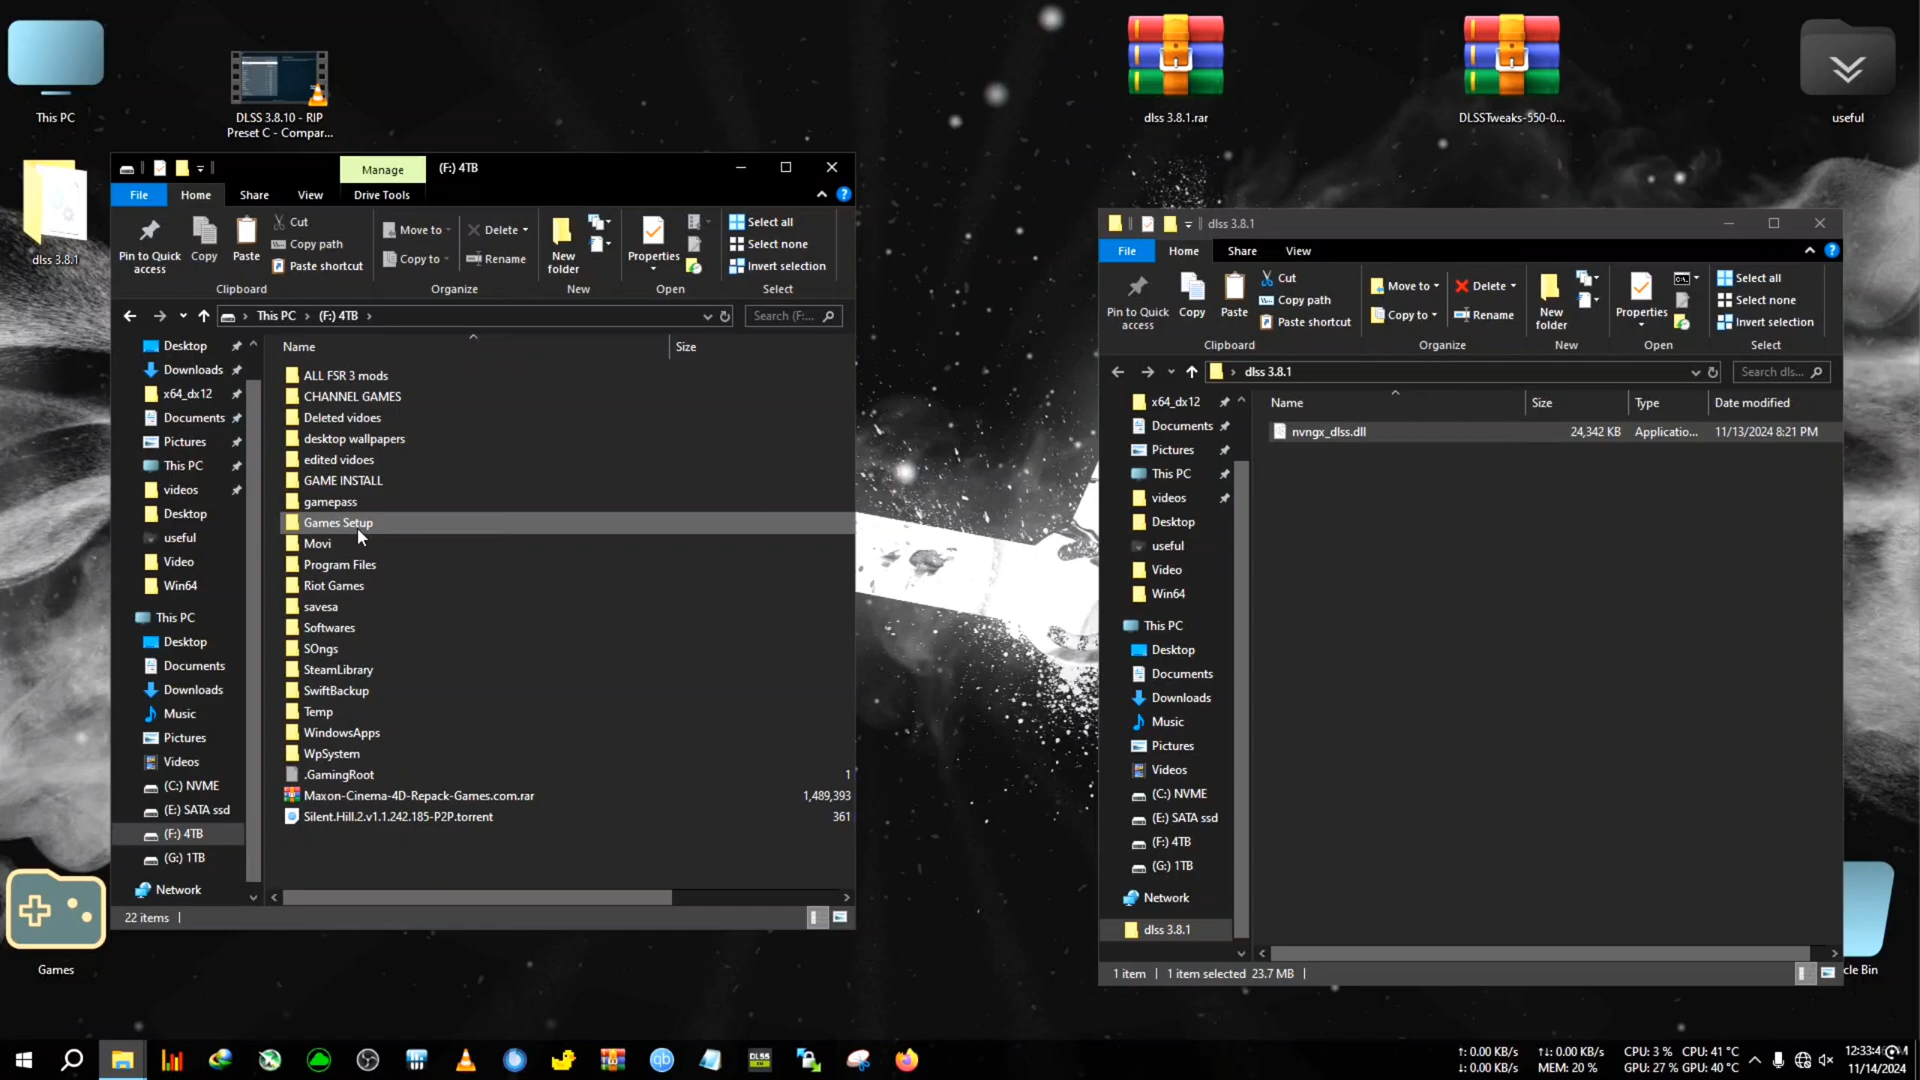 This PC
DLSS 3.8.10 - RIP
Preset C - Compar...
dlss 3.8.1.rar
DLSSTweaks-550-0...
useful
dlss 3.8.1
Games
cle Bin
Manage
(F:) 4TB
File
Home
Share
View
Drive Tools
Pin to Quick
access
Copy
Paste
Cut
Copy path
Paste shortcut
Clipboard
Move to
Copy to
Delete
Rename
Organize
New
folder
New
Properties
Open
Select all
Select none
Invert selection
Select
This PC
(F:) 4TB
Search (F:...
Desktop
Downloads
x64_dx12
Documents
Pictures
This PC
videos
Desktop
useful
Video
Win64
This PC
Desktop
Documents
Downloads
Music
Pictures
Videos
(C:) NVME
(E:) SATA ssd
(F:) 4TB
(G:) 1TB
Network
Name
Size
ALL FSR 3 mods
CHANNEL GAMES
Deleted vidoes
desktop wallpapers
edited vidoes
GAME INSTALL
gamepass
Games Setup
Movi
Program Files
Riot Games
savesa
Softwares
SOngs
SteamLibrary
SwiftBackup
Temp
WindowsApps
WpSystem
.GamingRoot 1
Maxon-Cinema-4D-Repack-Games.com.rar 1,489,393
Silent.Hill.2.v1.1.242.185-P2P.torrent 361
22 items
dlss 3.8.1
File
Home
Share
View
Pin to Quick
access
Copy
Paste
Cut
Copy path
Paste shortcut
Clipboard
Move to
Copy to
Delete
Rename
Organize
New
folder
New
Properties
Open
Select all
Select none
Invert selection
Select
dlss 3.8.1
Search dls...
x64_dx12
Documents
Pictures
This PC
videos
Desktop
useful
Video
Win64
This PC
Desktop
Documents
Downloads
Music
Pictures
Videos
(C:) NVME
(E:) SATA ssd
(F:) 4TB
(G:) 1TB
Network
dlss 3.8.1
Name Size Type Date modified
nvngx_dlss.dll 24,342 KB Applicatio... 11/13/2024 8:21 PM
1 item 1 item selected 23.7 MB
DLSS
↑: 0.00 KB/s ↑↓: 0.00 KB/s CPU: 3 % CPU: 41 °C
↓: 0.00 KB/s MEM: 20 % GPU: 27 % GPU: 40 °C
11/14/2024